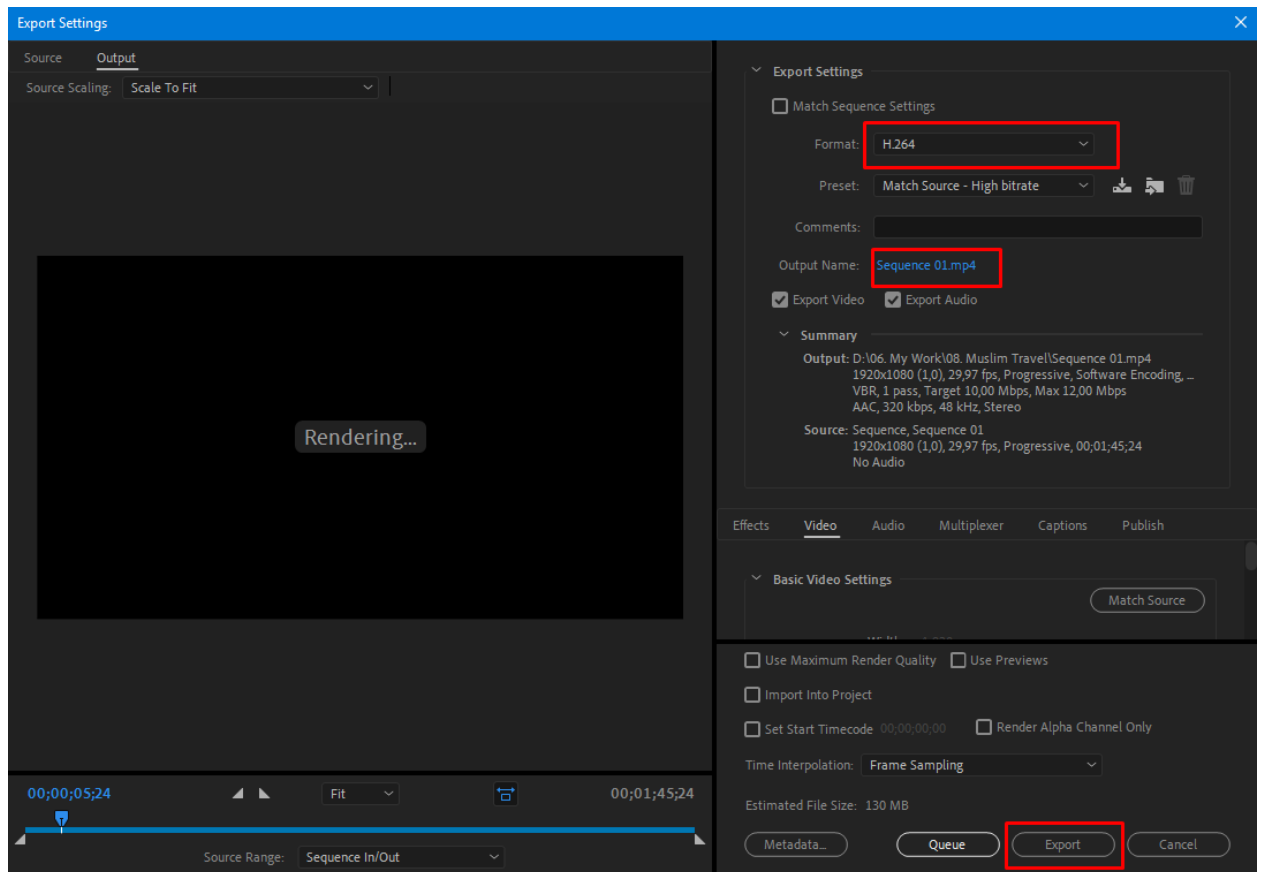 Export Settings
Source Output
Source Scaling: Scale To Fit
Rendering...
00;00;05;24 Fit 00;01;45;24
Source Range: Sequence In/Out
Export Settings
Match Sequence Settings
Format: H.264
Preset: Match Source - High bitrate
Comments:
Output Name: Sequence 01.mp4
Export Video Export Audio
Summary
Output: D:\06. My Work\08. Muslim Travel\Sequence 01.mp4
1920x1080 (1,0), 29,97 fps, Progressive, Software Encoding, ...
VBR, 1 pass, Target 10,00 Mbps, Max 12,00 Mbps
AAC, 320 kbps, 48 kHz, Stereo
Source: Sequence, Sequence 01
1920x1080 (1,0), 29,97 fps, Progressive, 00;01;45;24
No Audio
Effects Video Audio Multiplexer Captions Publish
Basic Video Settings
Match Source
Use Maximum Render Quality Use Previews
Import Into Project
Set Start Timecode 00;00;00;00 Render Alpha Channel Only
Time Interpolation: Frame Sampling
Estimated File Size: 130 MB
Metadata... Queue Export Cancel